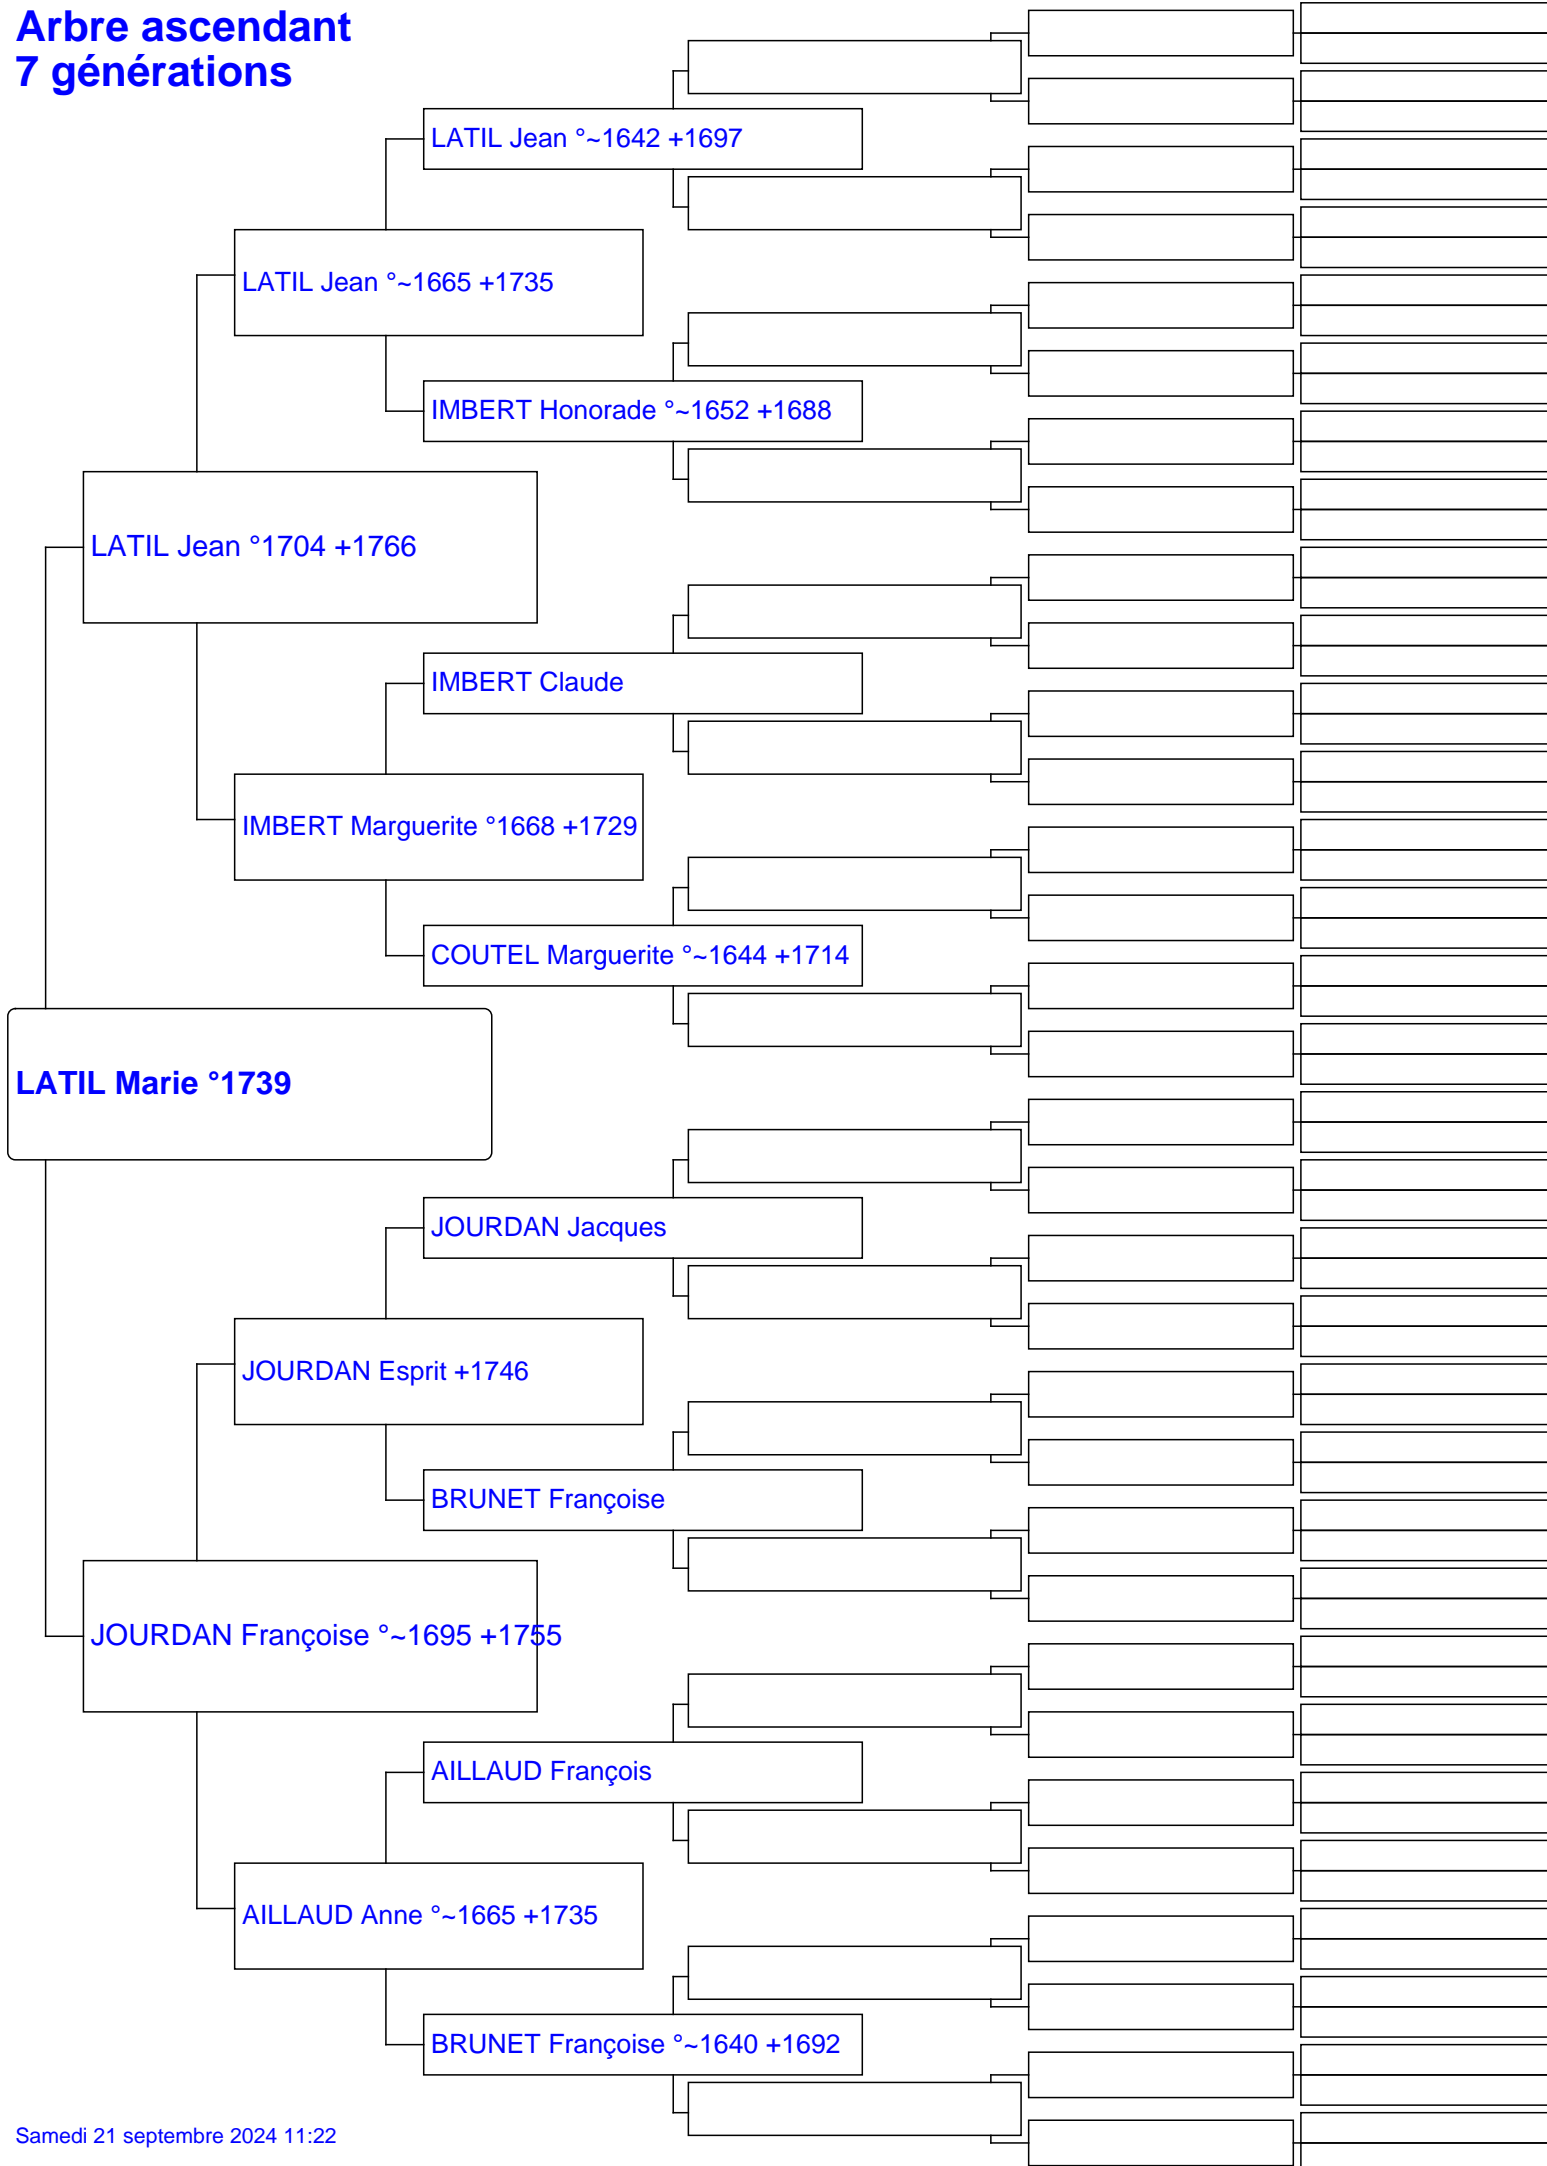 Arbre ascendant
7 générations
LATIL Jean °~1642 +1697
LATIL Jean °~1665 +1735
IMBERT Honorade °~1652 +1688
LATIL Jean °1704 +1766
IMBERT Claude
IMBERT Marguerite °1668 +1729
COUTEL Marguerite °~1644 +1714
LATIL Marie °1739
JOURDAN Jacques
JOURDAN Esprit +1746
BRUNET Françoise
JOURDAN Françoise °~1695 +1755
AILLAUD François
AILLAUD Anne °~1665 +1735
BRUNET Françoise °~1640 +1692
Samedi 21 septembre 2024 11:22